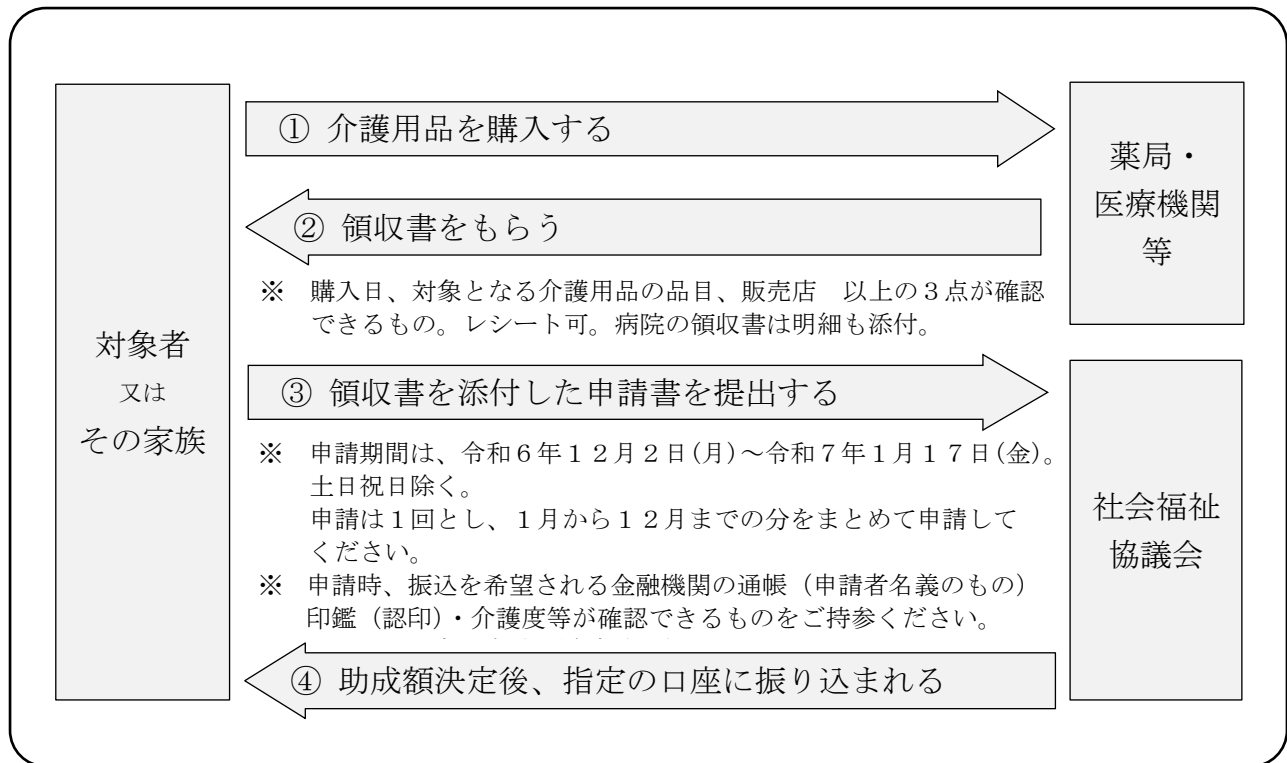 対象者
又は
その家族
① 介護用品を購入する
薬局・
医療機関
等
② 領収書をもらう
※ 購入日、対象となる介護用品の品目、販売店 以上の３点が確認
できるもの。レシート可。病院の領収書は明細も添付。
③ 領収書を添付した申請書を提出する
社会福祉
協議会
※ 申請期間は、令和６年１２月２日(月)～令和７年１月１７日(金)。
土日祝日除く。
申請は１回とし、１月から１２月までの分をまとめて申請して
ください。
※ 申請時、振込を希望される金融機関の通帳（申請者名義のもの）
印鑑（認印）・介護度等が確認できるものをご持参ください。
④ 助成額決定後、指定の口座に振り込まれる